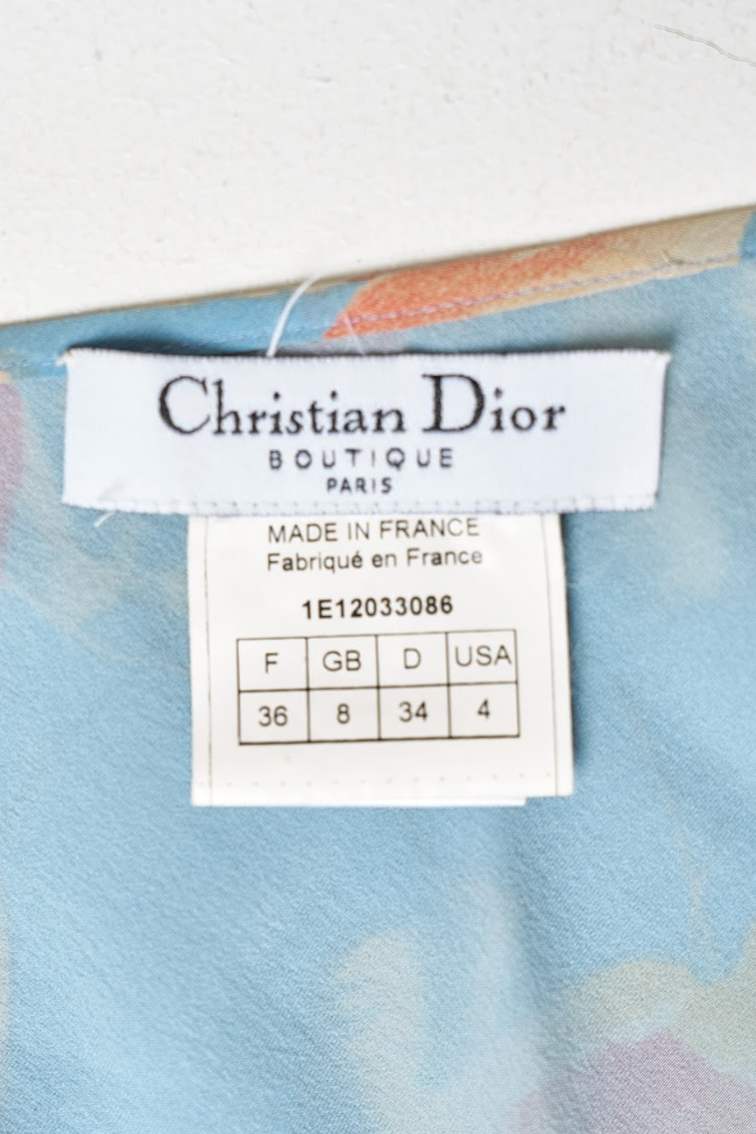 Christian Dior
BOUTIQUE
PARIS
MADE IN FRANCE
Fabriqué en France
1E12033086
F GB D USA
36 8 34 4